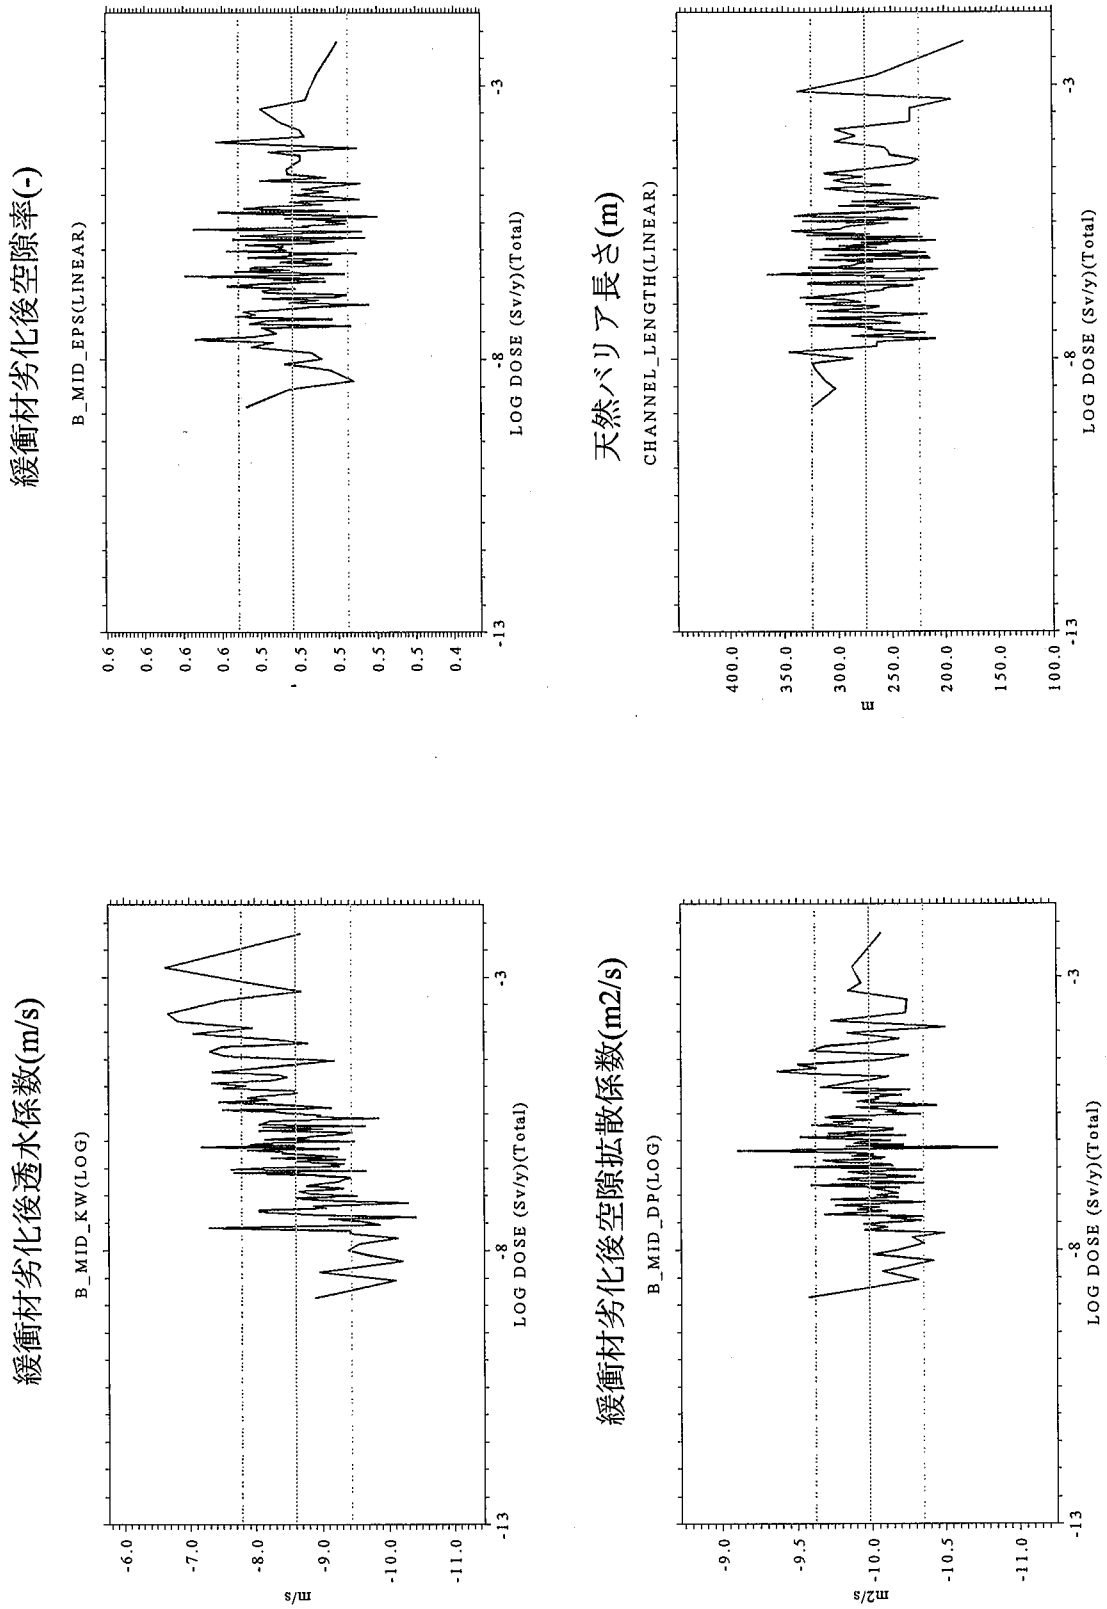 緩衝材劣化後透水係数(m/s)
B_MID_KW(LOG)
-6.0
-7.0
-8.0
-9.0
-10.0
-11.0
m/s
-13
-8
-3
LOG DOSE (Sv/y)(Total)
緩衝材劣化後空隙率(-)
B_MID_EPS(LINEAR)
0.6
0.6
0.6
0.6
0.5
0.5
0.5
0.5
0.4
0.4
-
-13
-8
-3
LOG DOSE (Sv/y)(Total)
緩衝材劣化後空隙拡散係数(m2/s)
B_MID_DP(LOG)
-9.0
-9.5
-10.0
-10.5
-11.0
m2/s
-13
-8
-3
LOG DOSE (Sv/y)(Total)
天然バリア長さ(m)
CHANNEL_LENGTH(LINEAR)
400.0
350.0
300.0
250.0
200.0
150.0
100.0
m
-13
-8
-3
LOG DOSE (Sv/y)(Total)